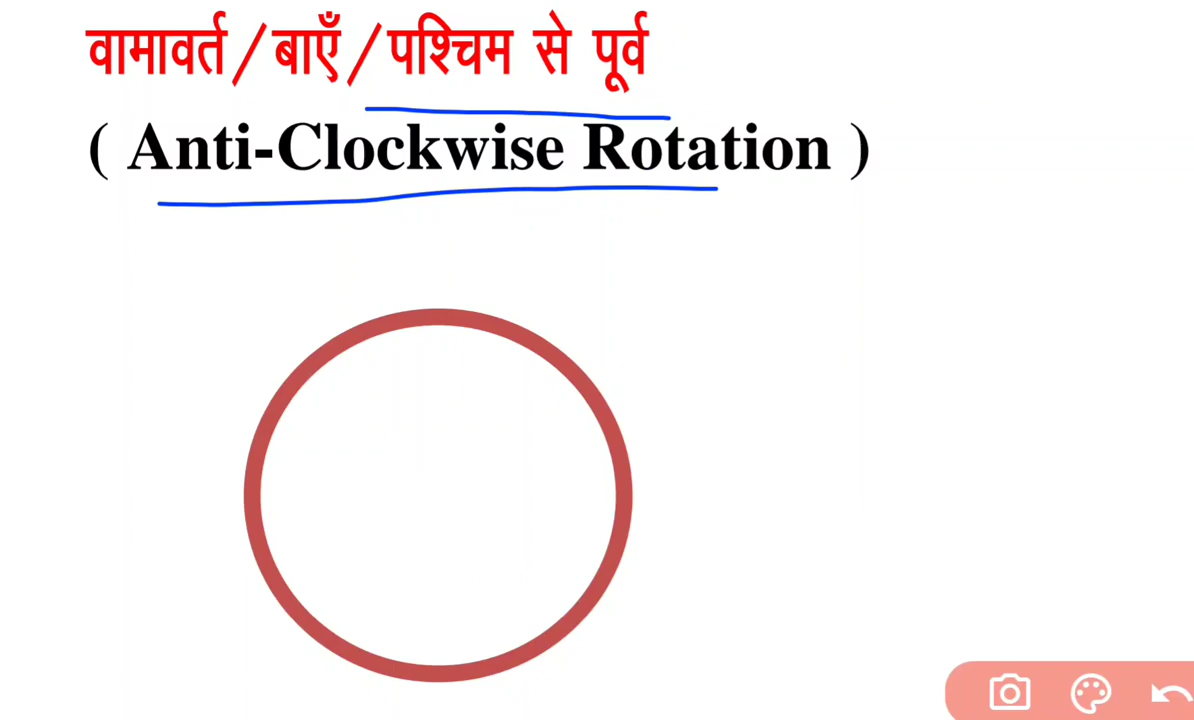 वामावर्त/बाएँ/पश्चिम से पूर्व
( Anti-Clockwise Rotation )